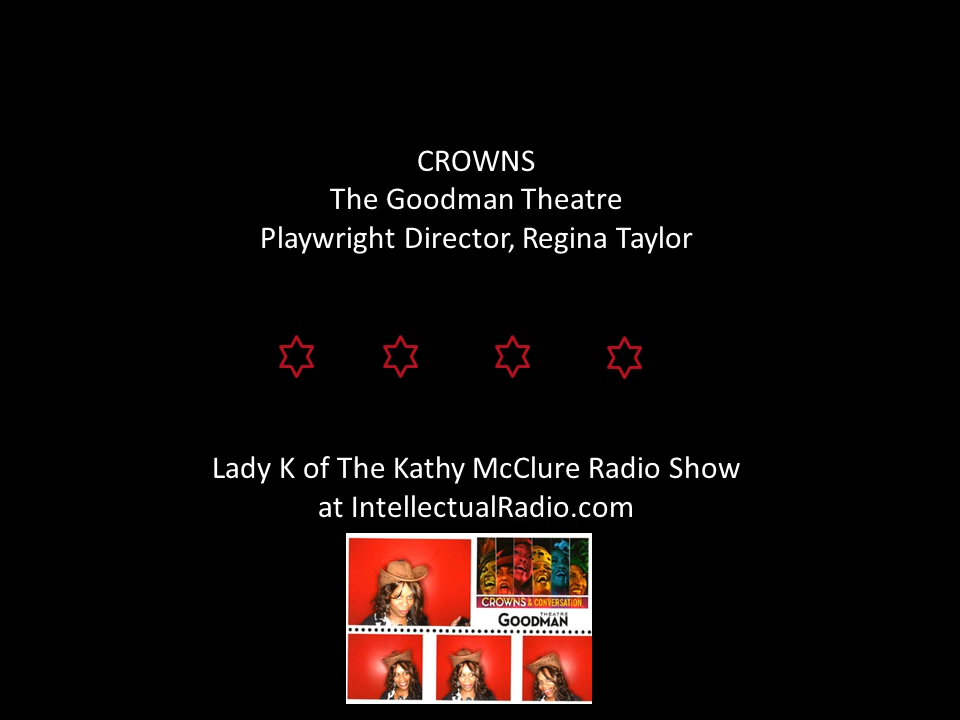 CROWNS
The Goodman Theatre
Playwright Director, Regina Taylor
Lady K of The Kathy McClure Radio Show
at IntellectualRadio.com
CROWNS & CONVERSATION
THEATRE
GOODMAN